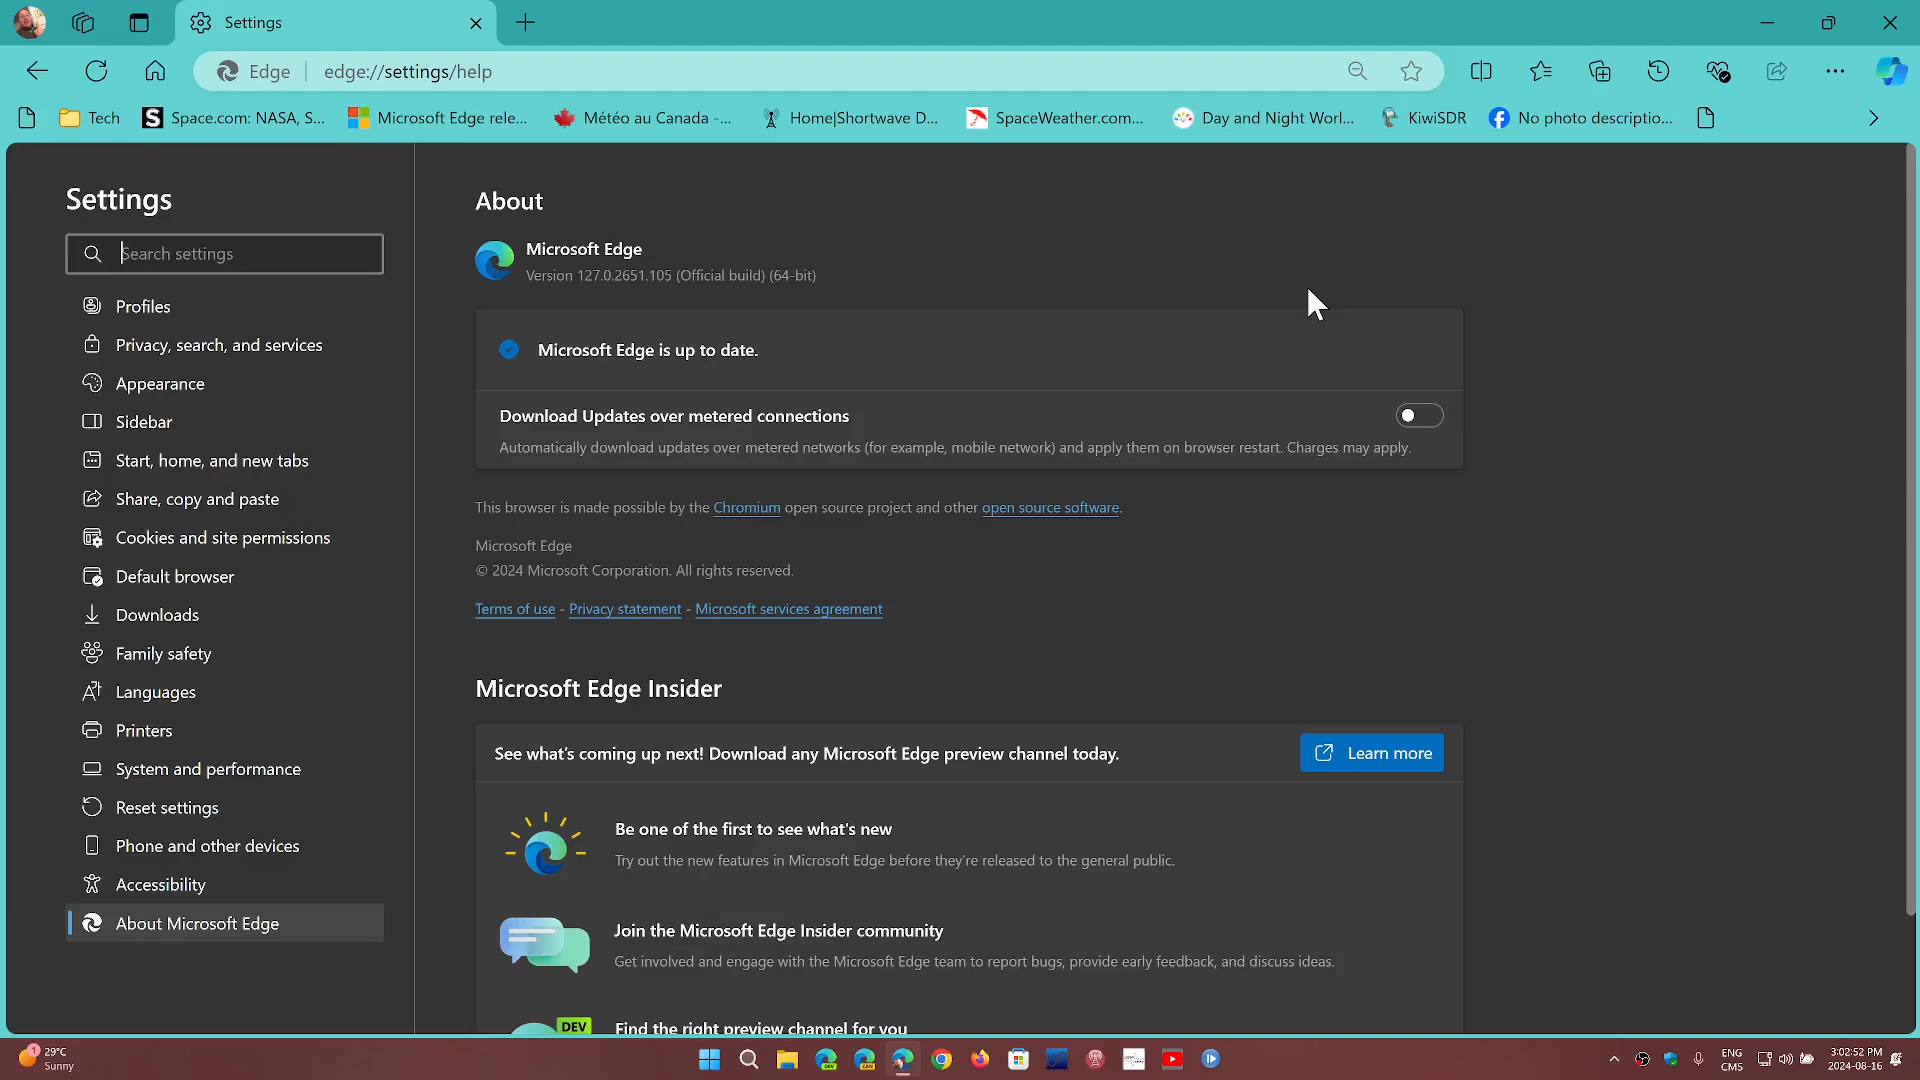 Settings
Edge
edge://settings/help
Tech
Space.com: NASA, S...
Microsoft Edge rele...
Météo au Canada -...
Home|Shortwave D...
SpaceWeather.com...
Day and Night Worl...
KiwiSDR
No photo descriptio...
Settings
Search settings
Profiles
Privacy, search, and services
Appearance
Sidebar
Start, home, and new tabs
Share, copy and paste
Cookies and site permissions
Default browser
Downloads
Family safety
Languages
Printers
System and performance
Reset settings
Phone and other devices
Accessibility
About Microsoft Edge
About
Microsoft Edge
Version 127.0.2651.105 (Official build) (64-bit)
Microsoft Edge is up to date.
Download Updates over metered connections
Automatically download updates over metered networks (for example, mobile network) and apply them on browser restart. Charges may apply.
This browser is made possible by the Chromium open source project and other open source software.
Microsoft Edge
© 2024 Microsoft Corporation. All rights reserved.
Terms of use - Privacy statement - Microsoft services agreement
Microsoft Edge Insider
See what's coming up next! Download any Microsoft Edge preview channel today.
Learn more
Be one of the first to see what's new
Try out the new features in Microsoft Edge before they're released to the general public.
Join the Microsoft Edge Insider community
Get involved and engage with the Microsoft Edge team to report bugs, provide early feedback, and discuss ideas.
DEV
Find the right preview channel for you
1
29°C
Sunny
DEV
CAN
ENG
CMS
3:02:52 PM
2024-08-16